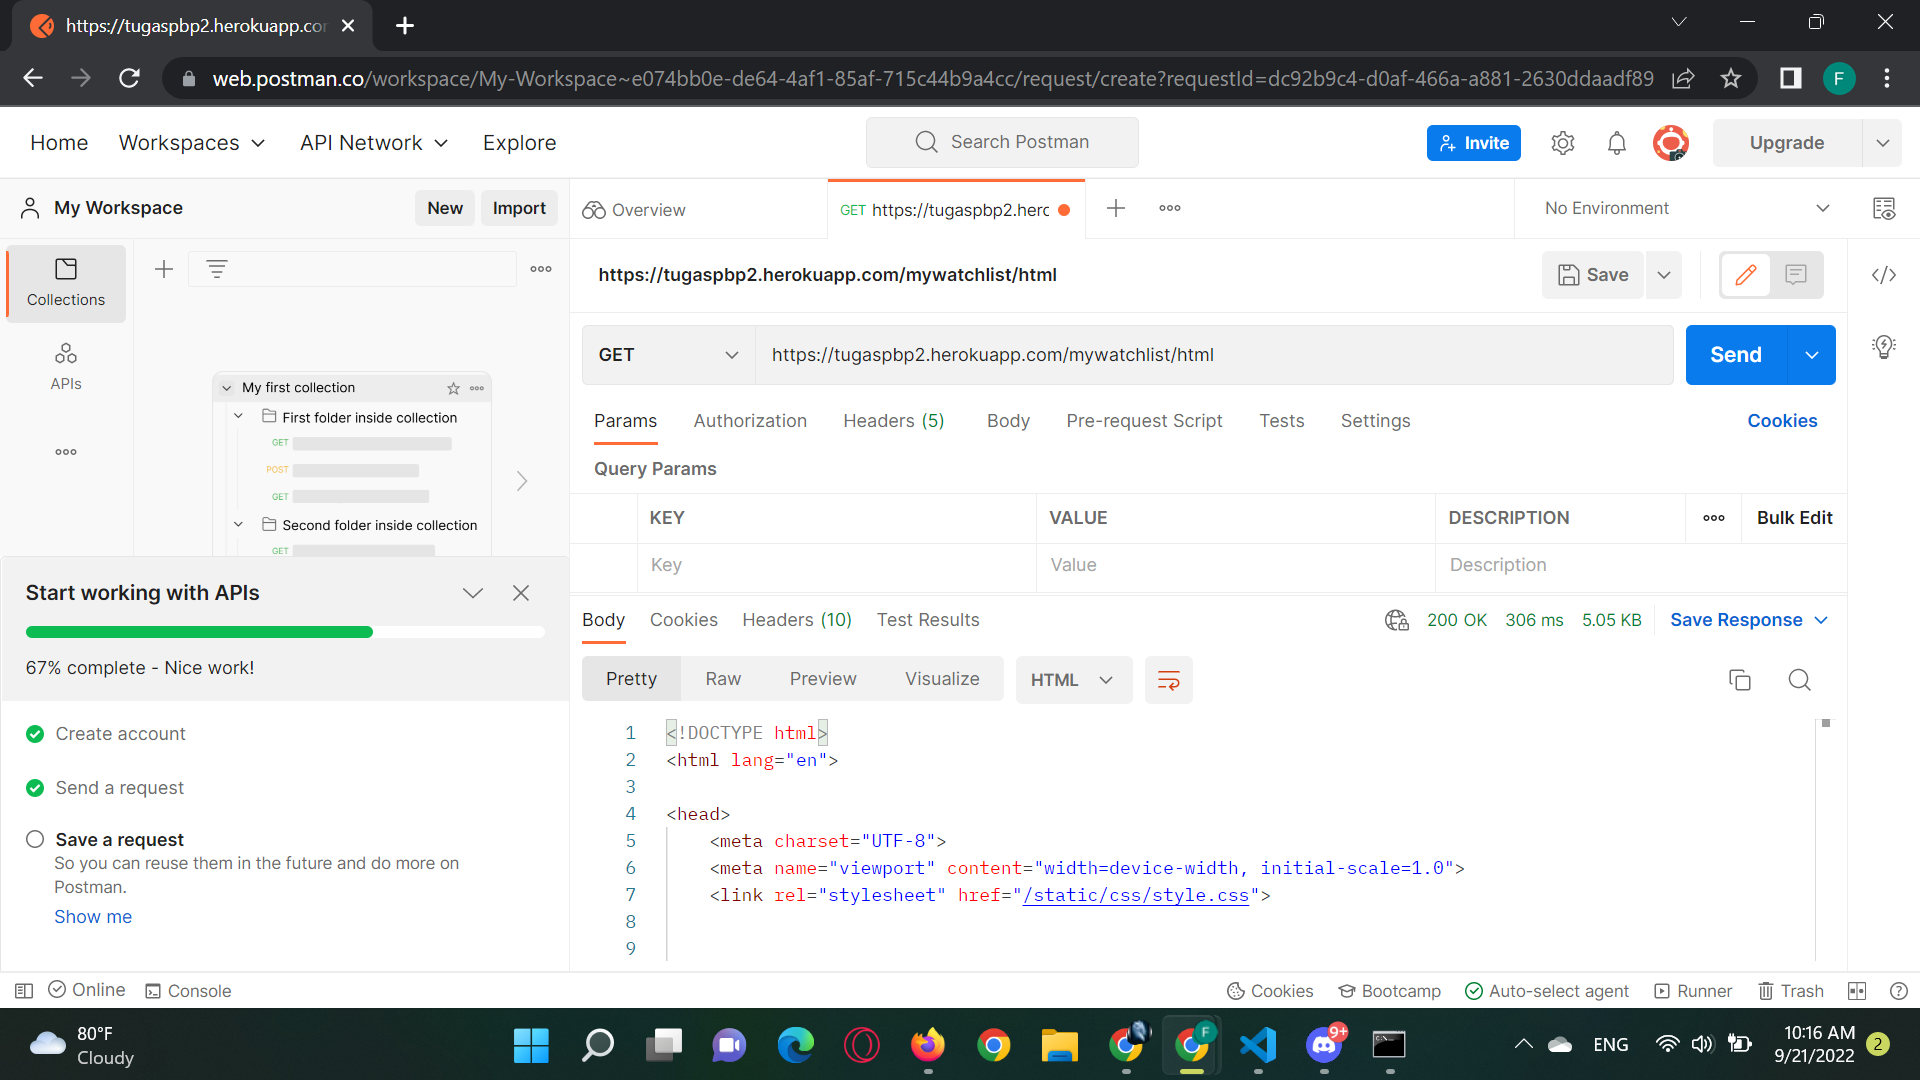 https://tugaspbp2.herokuapp.cor
web.postman.co/workspace/My-Workspace~e074bb0e-de64-4af1-85af-715c44b9a4cc/request/create?requestId=dc92b9c4-d0af-466a-a881-2630ddaadf89
F
Home
Workspaces
API Network
Explore
Search Postman
Invite
Upgrade
My Workspace
New
Import
Overview
GET https://tugaspbp2.herc
No Environment
Collections
APIs
My first collection
First folder inside collection
GET
POST
GET
Second folder inside collection
GET
https://tugaspbp2.herokuapp.com/mywatchlist/html
Save
GET
https://tugaspbp2.herokuapp.com/mywatchlist/html
Send
Params
Authorization
Headers (5)
Body
Pre-request Script
Tests
Settings
Cookies
Query Params
KEY
VALUE
DESCRIPTION
Bulk Edit
Key
Value
Description
Start working with APIs
67% complete - Nice work!
Create account
Send a request
Save a request
So you can reuse them in the future and do more on
Postman.
Show me
Body
Cookies
Headers (10)
Test Results
200 OK
306 ms
5.05 KB
Save Response
Pretty
Raw
Preview
Visualize
HTML
1 <!DOCTYPE html>
2 <html lang="en">
3
4 <head>
5 <meta charset="UTF-8">
6 <meta name="viewport" content="width=device-width, initial-scale=1.0">
7 <link rel="stylesheet" href="/static/css/style.css">
8
9
Online
Console
Cookies
Bootcamp
Auto-select agent
Runner
Trash
80°F
Cloudy
F
9+
ENG
10:16 AM
9/21/2022
2